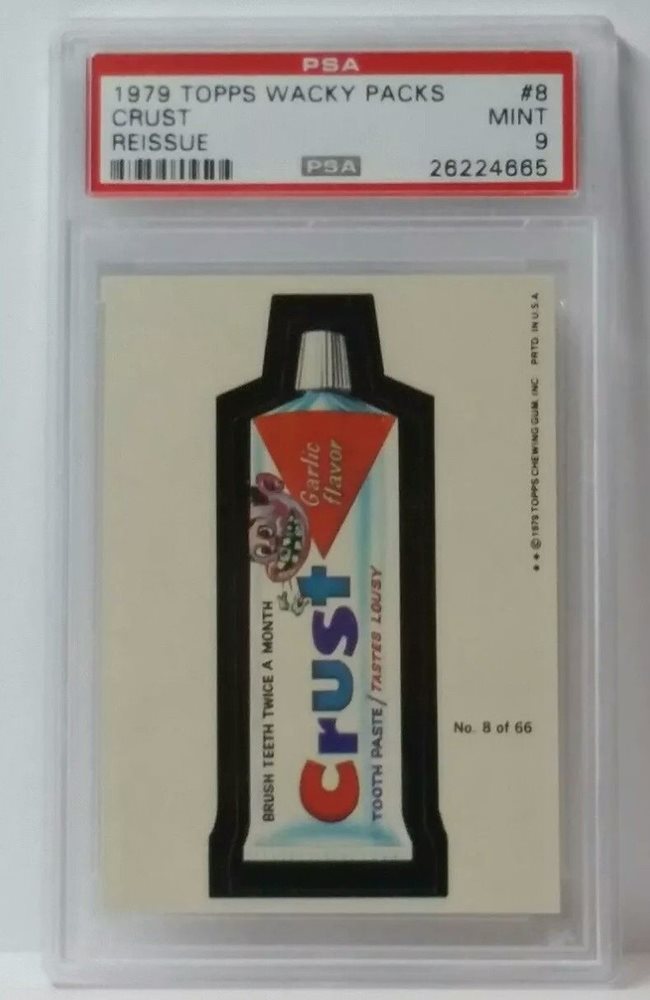 PSA
1979 TOPPS WACKY PACKS #8
CRUST MINT
REISSUE 9
PSA 26224665
★ ★ © 1979 TOPPS CHEWING GUM, INC PRTD. IN U.S.A
Garlic
flavor
BRUSH TEETH TWICE A MONTH
Crust
TOOTH PASTE/TASTES LOUSY
No. 8 of 66